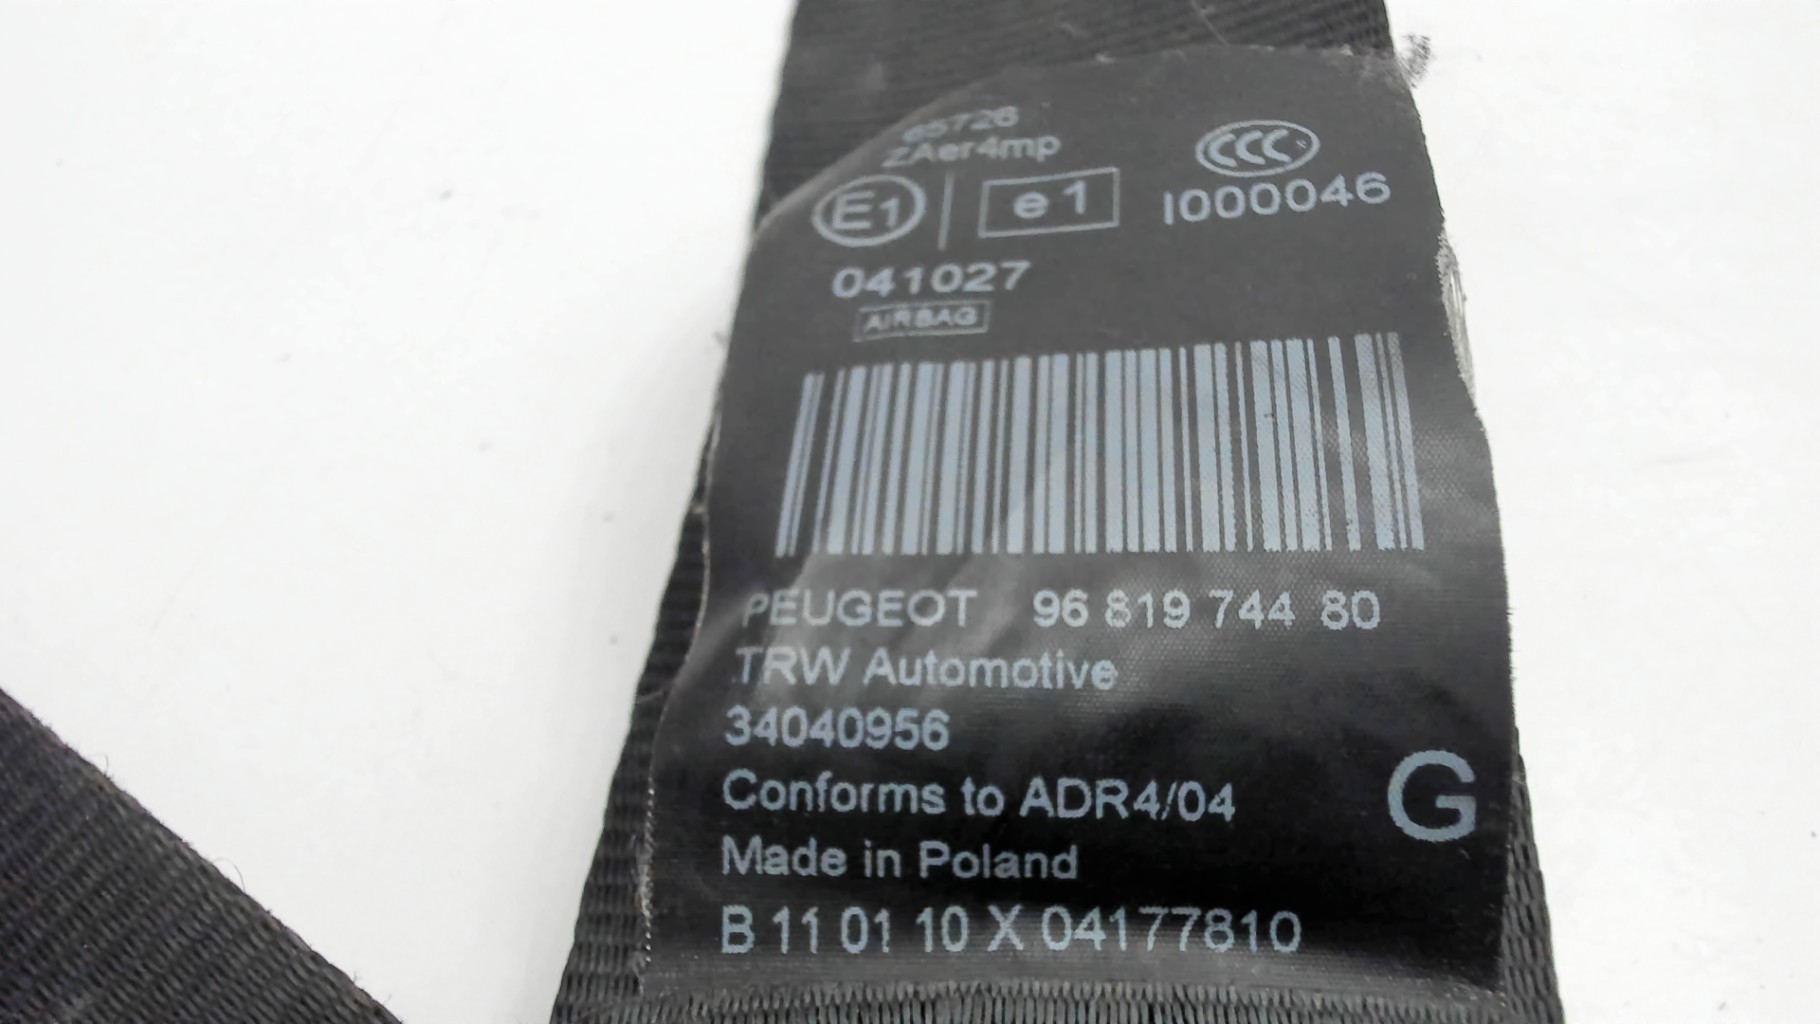 65726
ZAer4mp
E1 e1 CCC
I000046
041027
AIRBAG
PEUGEOT 96 819 744 80
TRW Automotive
34040956
Conforms to ADR4/04
G
Made in Poland
B 11 01 10 X 04177810